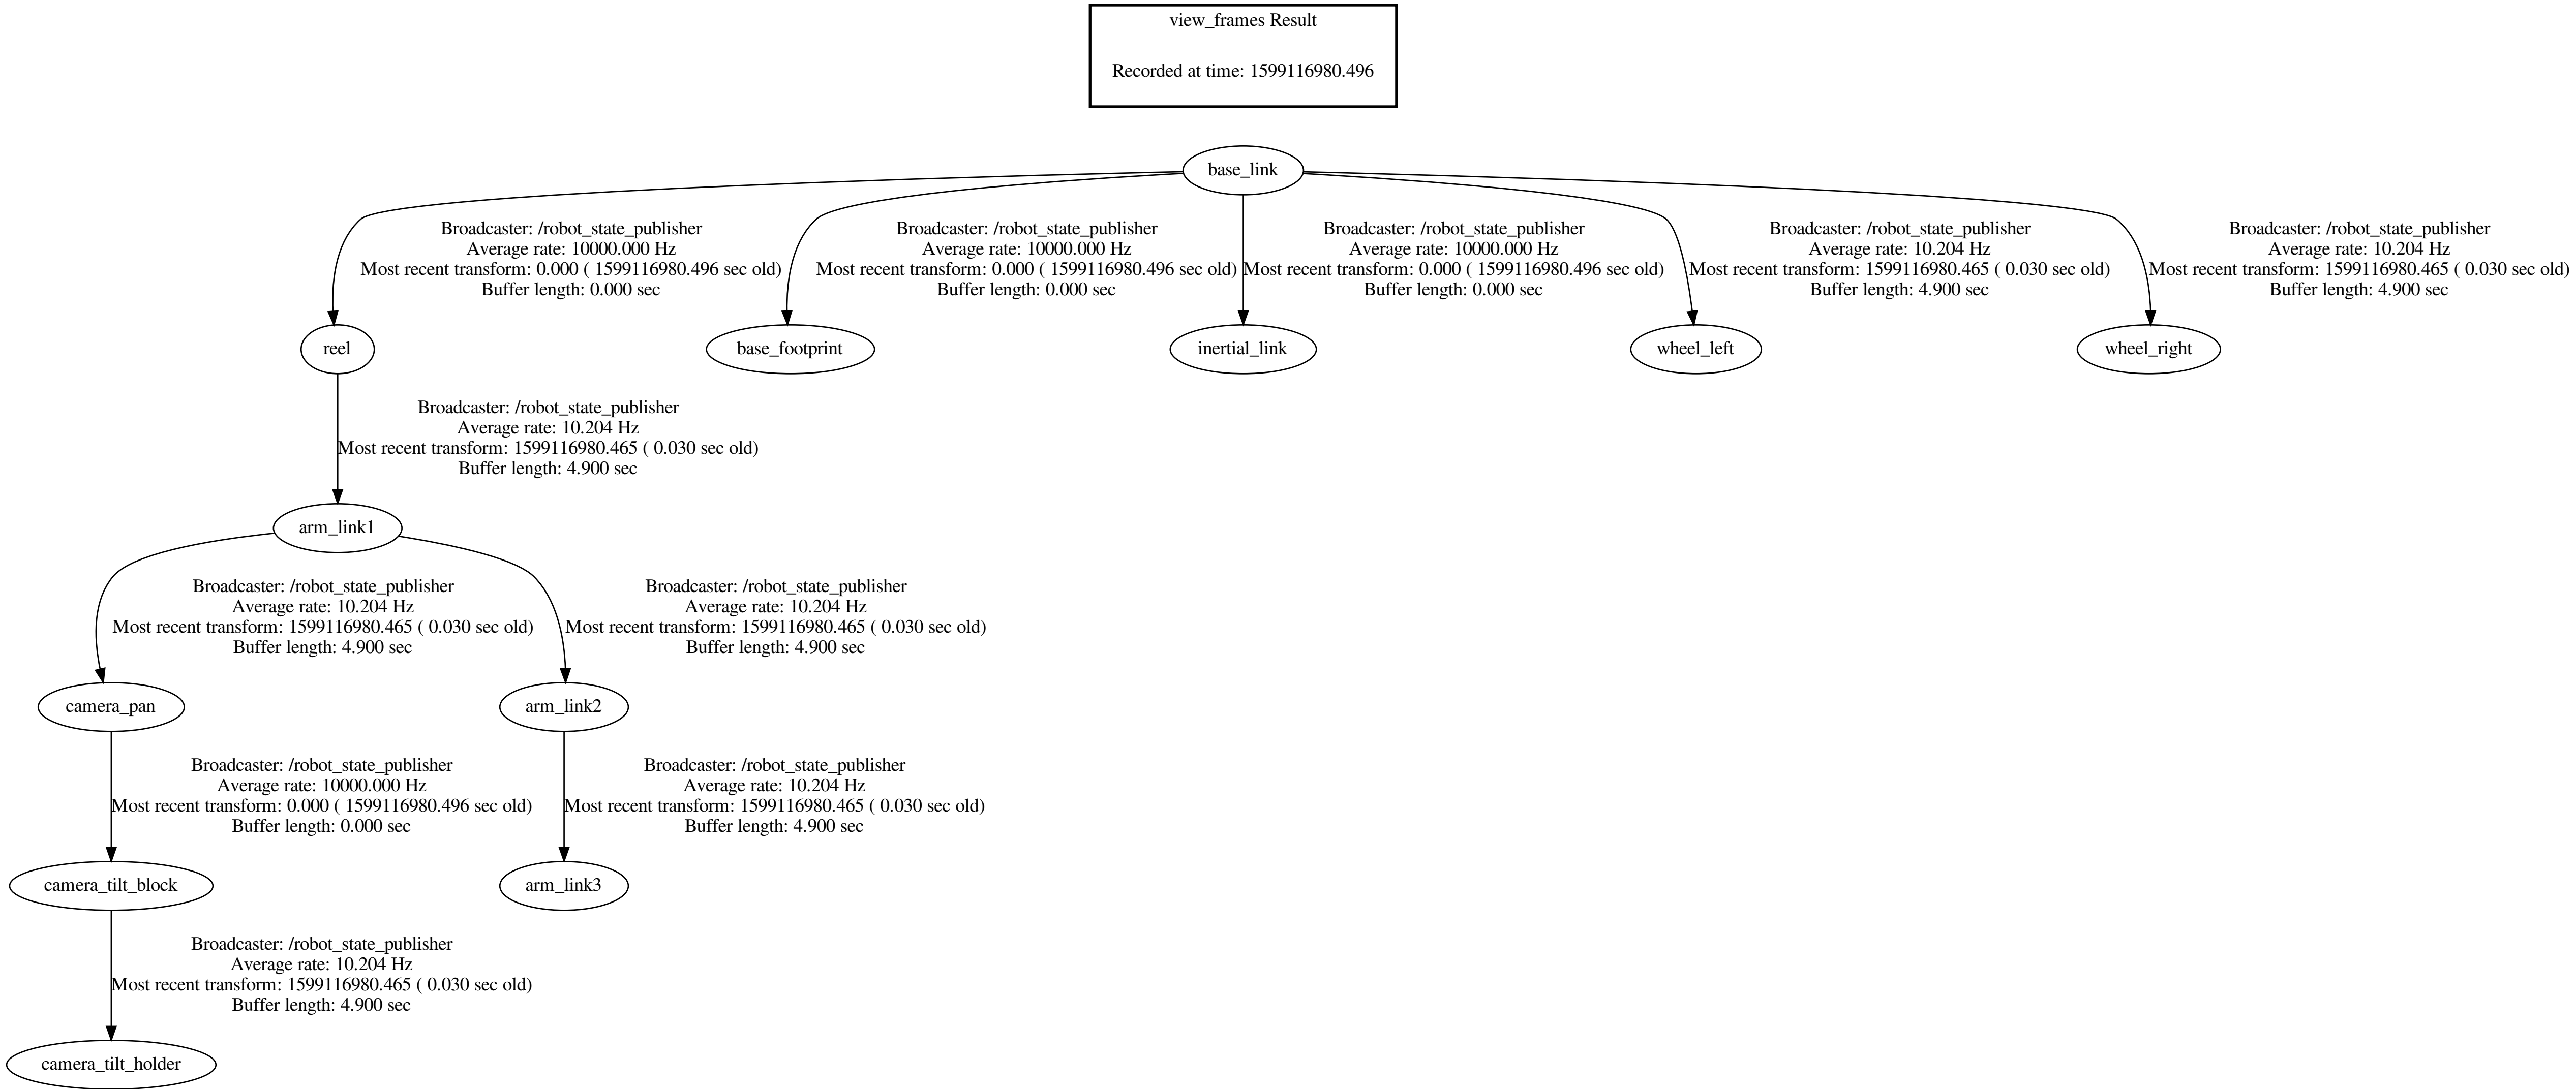 view_frames Result
Recorded at time: 1599116980.496
base_link
Broadcaster: /robot_state_publisher
Average rate: 10000.000 Hz
Most recent transform: 0.000 ( 1599116980.496 sec old)
Buffer length: 0.000 sec
Broadcaster: /robot_state_publisher
Average rate: 10000.000 Hz
Most recent transform: 0.000 ( 1599116980.496 sec old)
Buffer length: 0.000 sec
Broadcaster: /robot_state_publisher
Average rate: 10000.000 Hz
Most recent transform: 0.000 ( 1599116980.496 sec old)
Buffer length: 0.000 sec
Broadcaster: /robot_state_publisher
Average rate: 10.204 Hz
Most recent transform: 1599116980.465 ( 0.030 sec old)
Buffer length: 4.900 sec
Broadcaster: /robot_state_publisher
Average rate: 10.204 Hz
Most recent transform: 1599116980.465 ( 0.030 sec old)
Buffer length: 4.900 sec
reel
base_footprint
inertial_link
wheel_left
wheel_right
Broadcaster: /robot_state_publisher
Average rate: 10.204 Hz
Most recent transform: 1599116980.465 ( 0.030 sec old)
Buffer length: 4.900 sec
arm_link1
Broadcaster: /robot_state_publisher
Average rate: 10.204 Hz
Most recent transform: 1599116980.465 ( 0.030 sec old)
Buffer length: 4.900 sec
Broadcaster: /robot_state_publisher
Average rate: 10.204 Hz
Most recent transform: 1599116980.465 ( 0.030 sec old)
Buffer length: 4.900 sec
camera_pan
arm_link2
Broadcaster: /robot_state_publisher
Average rate: 10000.000 Hz
Most recent transform: 0.000 ( 1599116980.496 sec old)
Buffer length: 0.000 sec
Broadcaster: /robot_state_publisher
Average rate: 10.204 Hz
Most recent transform: 1599116980.465 ( 0.030 sec old)
Buffer length: 4.900 sec
camera_tilt_block
arm_link3
Broadcaster: /robot_state_publisher
Average rate: 10.204 Hz
Most recent transform: 1599116980.465 ( 0.030 sec old)
Buffer length: 4.900 sec
camera_tilt_holder